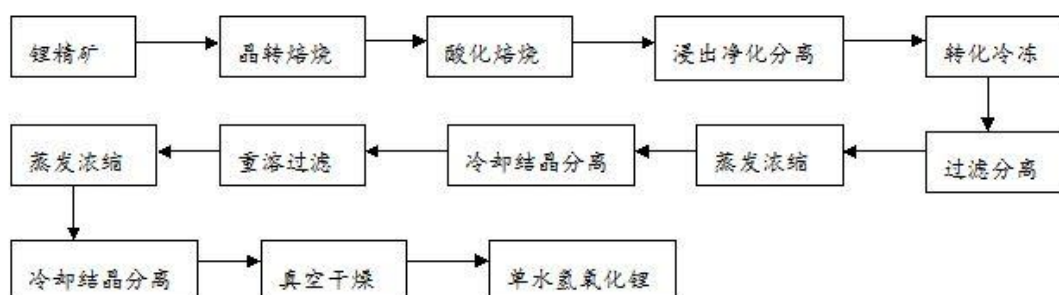 锂精矿
晶转焙烧
酸化焙烧
浸出净化分离
转化冷冻
过滤分离
蒸发浓缩
冷却结晶分离
重溶过滤
蒸发浓缩
冷却结晶分离
真空干燥
单水氢氧化锂